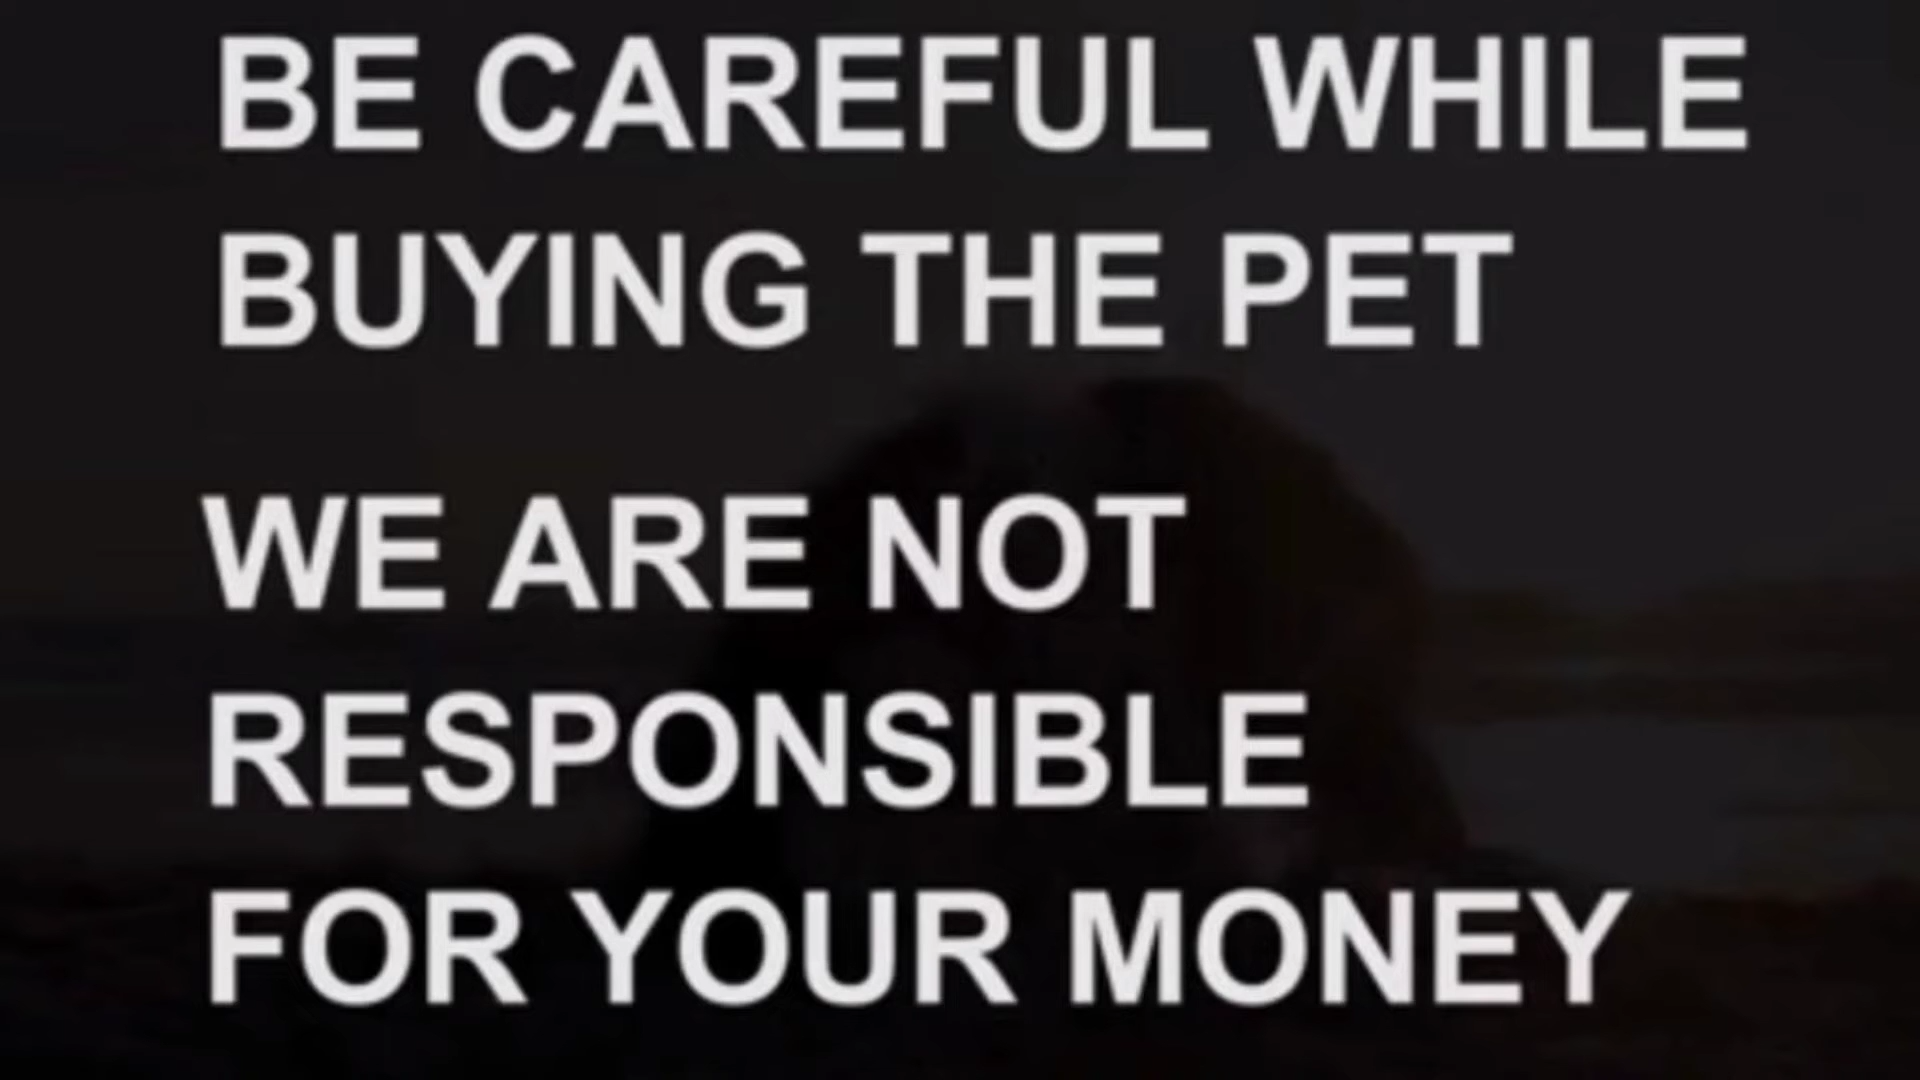 BE CAREFUL WHILE
BUYING THE PET
WE ARE NOT
RESPONSIBLE
FOR YOUR MONEY